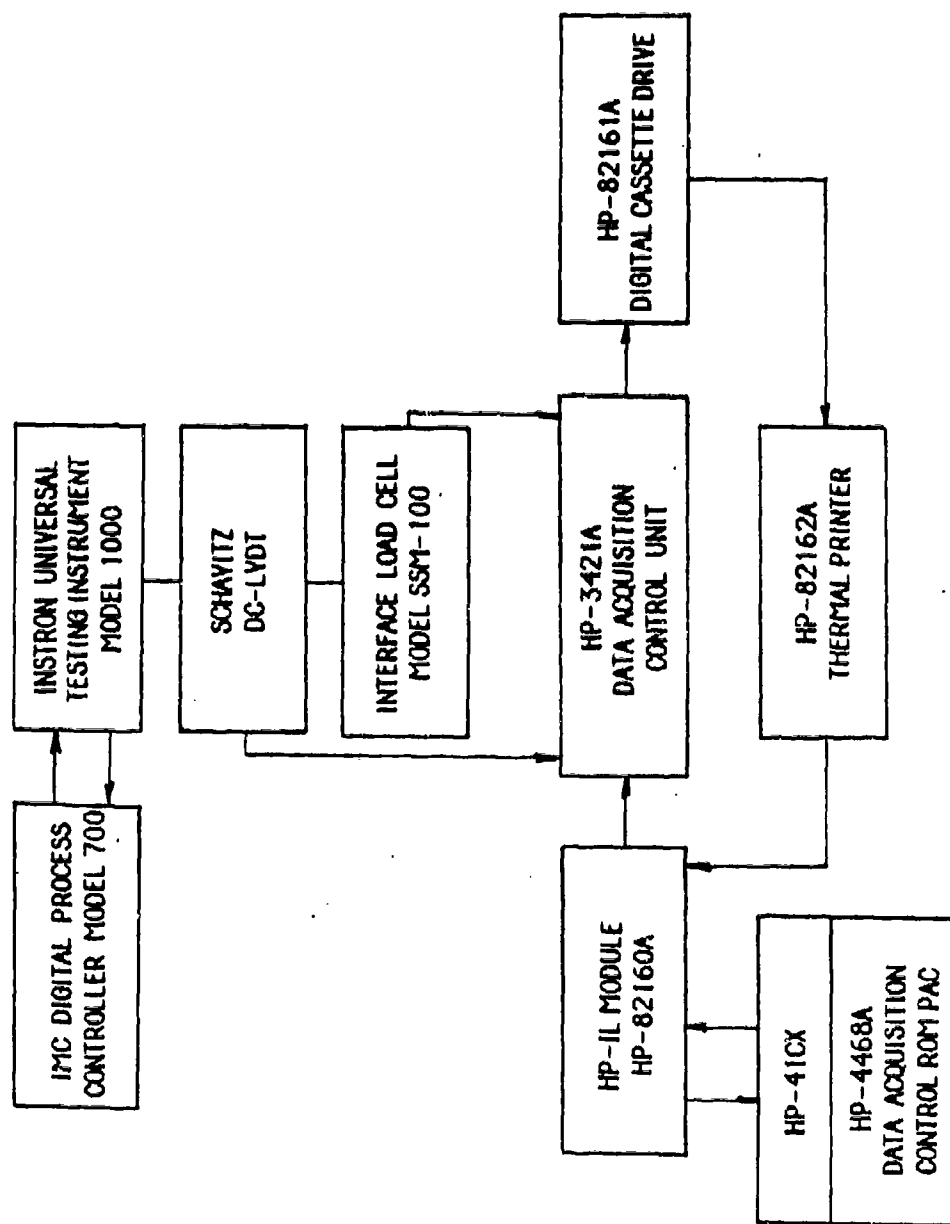 IMC DIGITAL PROCESS
CONTROLLER MODEL 700
INSTRON UNIVERSAL
TESTING INSTRUMENT
MODEL 1000
SCHAVITZ
DC-LVDT
INTERFACE LOAD CELL
MODEL SSM-100
HP-IL MODULE
HP-82160A
HP-3421A
DATA ACQUISITION
CONTROL UNIT
HP-82161A
DIGITAL CASSETTE DRIVE
HP-41CX
HP-4468A
DATA ACQUISITION
CONTROL ROM PAC
HP-82162A
THERMAL PRINTER